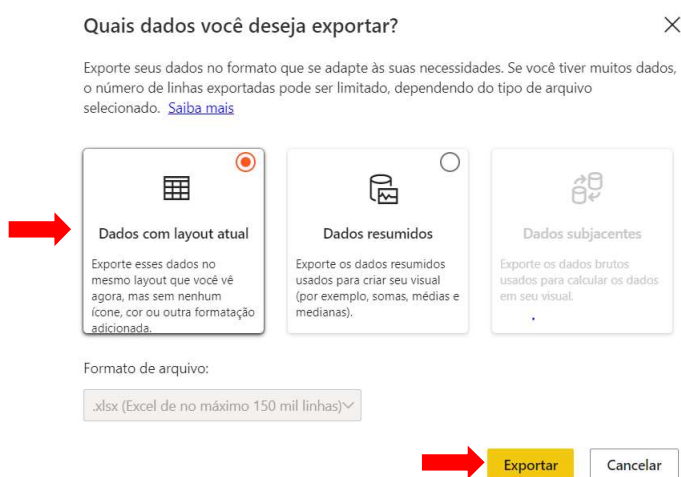 Quais dados você deseja exportar?
Exporte seus dados no formato que se adapte às suas necessidades. Se você tiver muitos dados,
o número de linhas exportadas pode ser limitado, dependendo do tipo de arquivo
selecionado. Saiba mais
Dados com layout atual
Exporte esses dados no
mesmo layout que você vê
agora, mas sem nenhum
ícone, cor ou outra formatação
adicionada.
Dados resumidos
Exporte os dados resumidos
usados para criar seu visual
(por exemplo, somas, médias e
medianas).
Dados subjacentes
Exporte os dados brutos
usados para calcular os dados
em seu visual.
Formato de arquivo:
.xlsx (Excel de no máximo 150 mil linhas)
Exportar
Cancelar